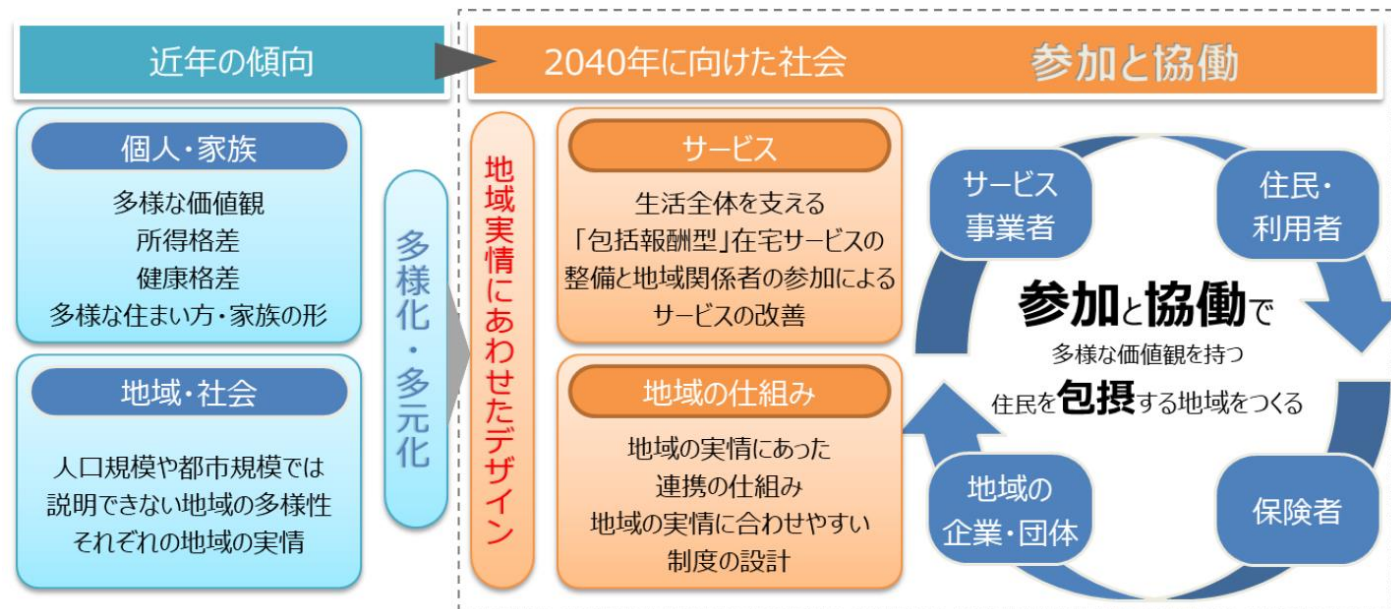 近年の傾向
2040年に向けた社会
参加と協働
個人・家族
多様な価値観
所得格差
健康格差
多様な住まい方・家族の形
地域・社会
人口規模や都市規模では
説明できない地域の多様性
それぞれの地域の実情
多様化・多元化
地域実情にあわせたデザイン
サービス
生活全体を支える
「包括報酬型」在宅サービスの
整備と地域関係者の参加による
サービスの改善
地域の仕組み
地域の実情にあった
連携の仕組み
地域の実情に合わせやすい
制度の設計
サービス
事業者
住民・
利用者
参加と協働で
多様な価値観を持つ
住民を包摂する地域をつくる
地域の
企業・団体
保険者